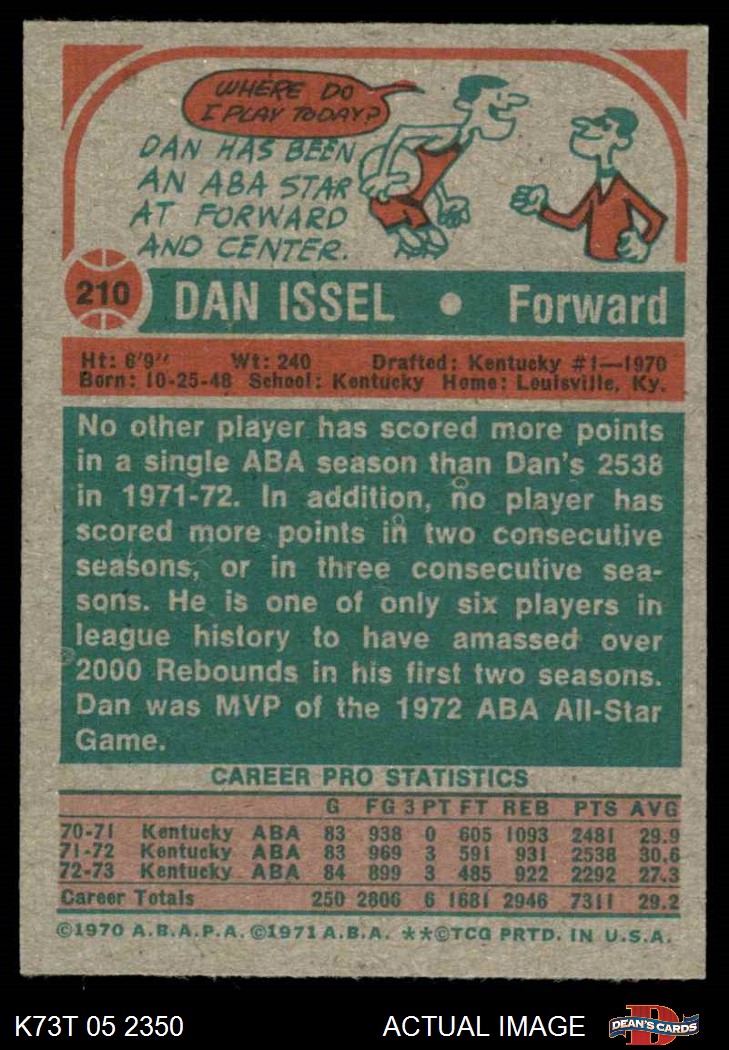 WHERE DO
I PLAY TODAY?
DAN HAS BEEN
AN ABA STAR
AT FORWARD
AND CENTER.
210 DAN ISSEL • Forward
Ht: 6'9" Wt: 240 Drafted: Kentucky #1—1970
Born: 10-25-48 School: Kentucky Home: Louisville, Ky.
No other player has scored more points
in a single ABA season than Dan's 2538
in 1971-72. In addition, no player has
scored more points in two consecutive
seasons, or in three consecutive sea-
sons. He is one of only six players in
league history to have amassed over
2000 Rebounds in his first two seasons.
Dan was MVP of the 1972 ABA All-Star
Game.
CAREER PRO STATISTICS
G FG 3 PT FT REB PTS AVG
70-71 Kentucky ABA 83 938 0 605 1093 2481 29.9
71-72 Kentucky ABA 83 969 3 591 931 2538 30.6
72-73 Kentucky ABA 84 899 3 485 922 2292 27.3
Career Totals 250 2806 6 1681 2946 7311 29.2
©1970 A.B.A.P.A. ©1971 A.B.A. **©TCG PRTD. IN U.S.A.
K73T 05 2350 ACTUAL IMAGE D DEAN'S CARDS